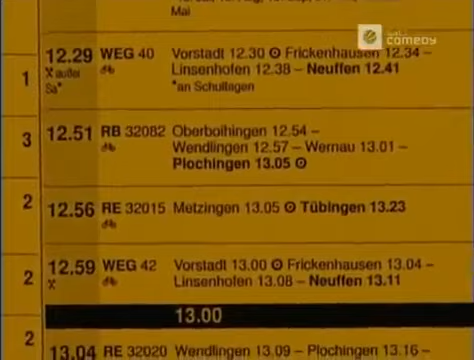 Mai
Sat.1 comedy
1 12.29 WEG 40 Vorstadt 12.30 Frickenhausen 12.34 –
außer Linsenhofen 12.38 – Neuffen 12.41
Sa* *an Schultagen
3 12.51 RB 32082 Oberboihingen 12.54 –
Wendlingen 12.57 – Wernau 13.01 –
Plochingen 13.05
2 12.56 RE 32015 Metzingen 13.05 Tübingen 13.23
2 12.59 WEG 42 Vorstadt 13.00 Frickenhausen 13.04 –
Linsenhofen 13.08 – Neuffen 13.11
13.00
2 13.04 RE 32020 Wendlingen 13.09 – Plochingen 13.16 –